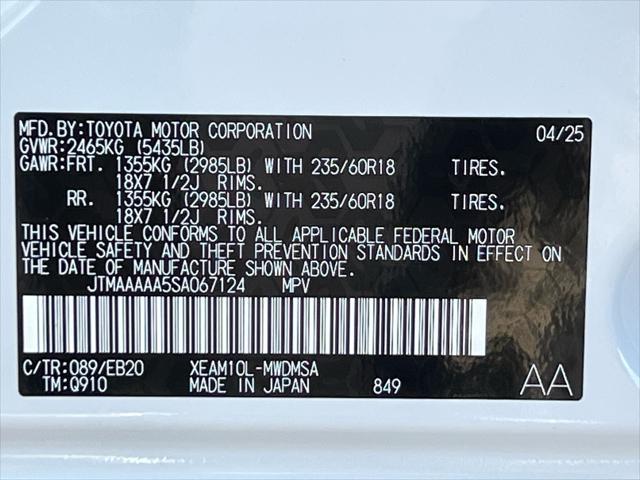 MFD.BY:TOYOTA MOTOR CORPORATION 04/25
GVWR:2465KG (5435LB)
GAWR:FRT. 1355KG (2985LB) WITH 235/60R18 TIRES.
18X7 1/2J RIMS.
RR. 1355KG (2985LB) WITH 235/60R18 TIRES.
18X7 1/2J RIMS.
THIS VEHICLE CONFORMS TO ALL APPLICABLE FEDERAL MOTOR
VEHICLE SAFETY AND THEFT PREVENTION STANDARDS IN EFFECT ON
THE DATE OF MANUFACTURE SHOWN ABOVE.
JTMAAAAA5SA067124 MPV
C/TR:089/EB20 XEAM10L-MWDMSA
TM:Q910 MADE IN JAPAN 849 AA